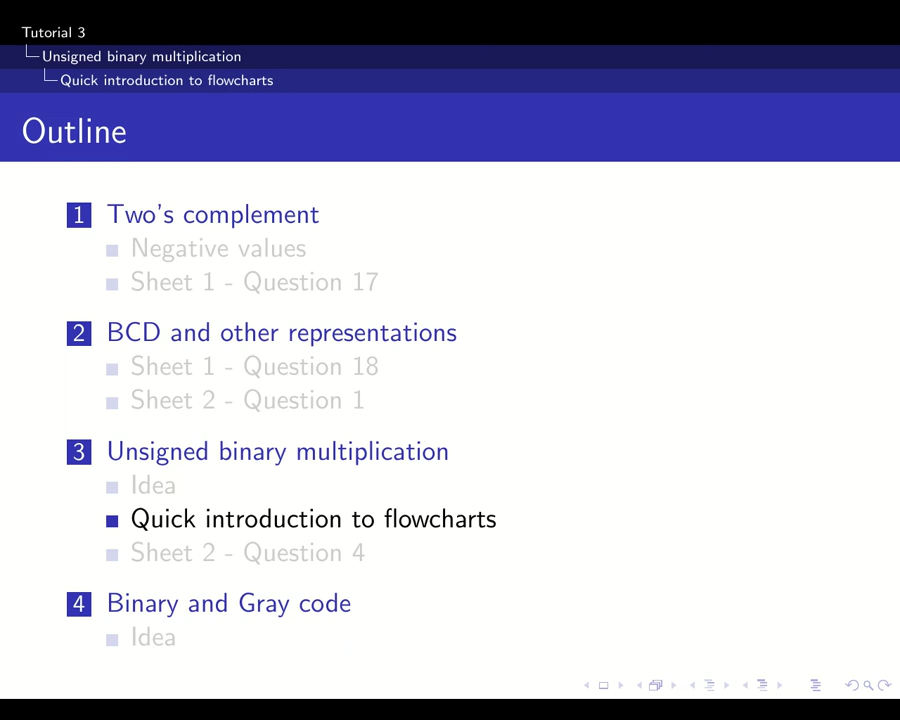 Tutorial 3
Unsigned binary multiplication
Quick introduction to flowcharts
Outline
1 Two's complement
Negative values
Sheet 1 - Question 17
2 BCD and other representations
Sheet 1 - Question 18
Sheet 2 - Question 1
3 Unsigned binary multiplication
Idea
Quick introduction to flowcharts
Sheet 2 - Question 4
4 Binary and Gray code
Idea